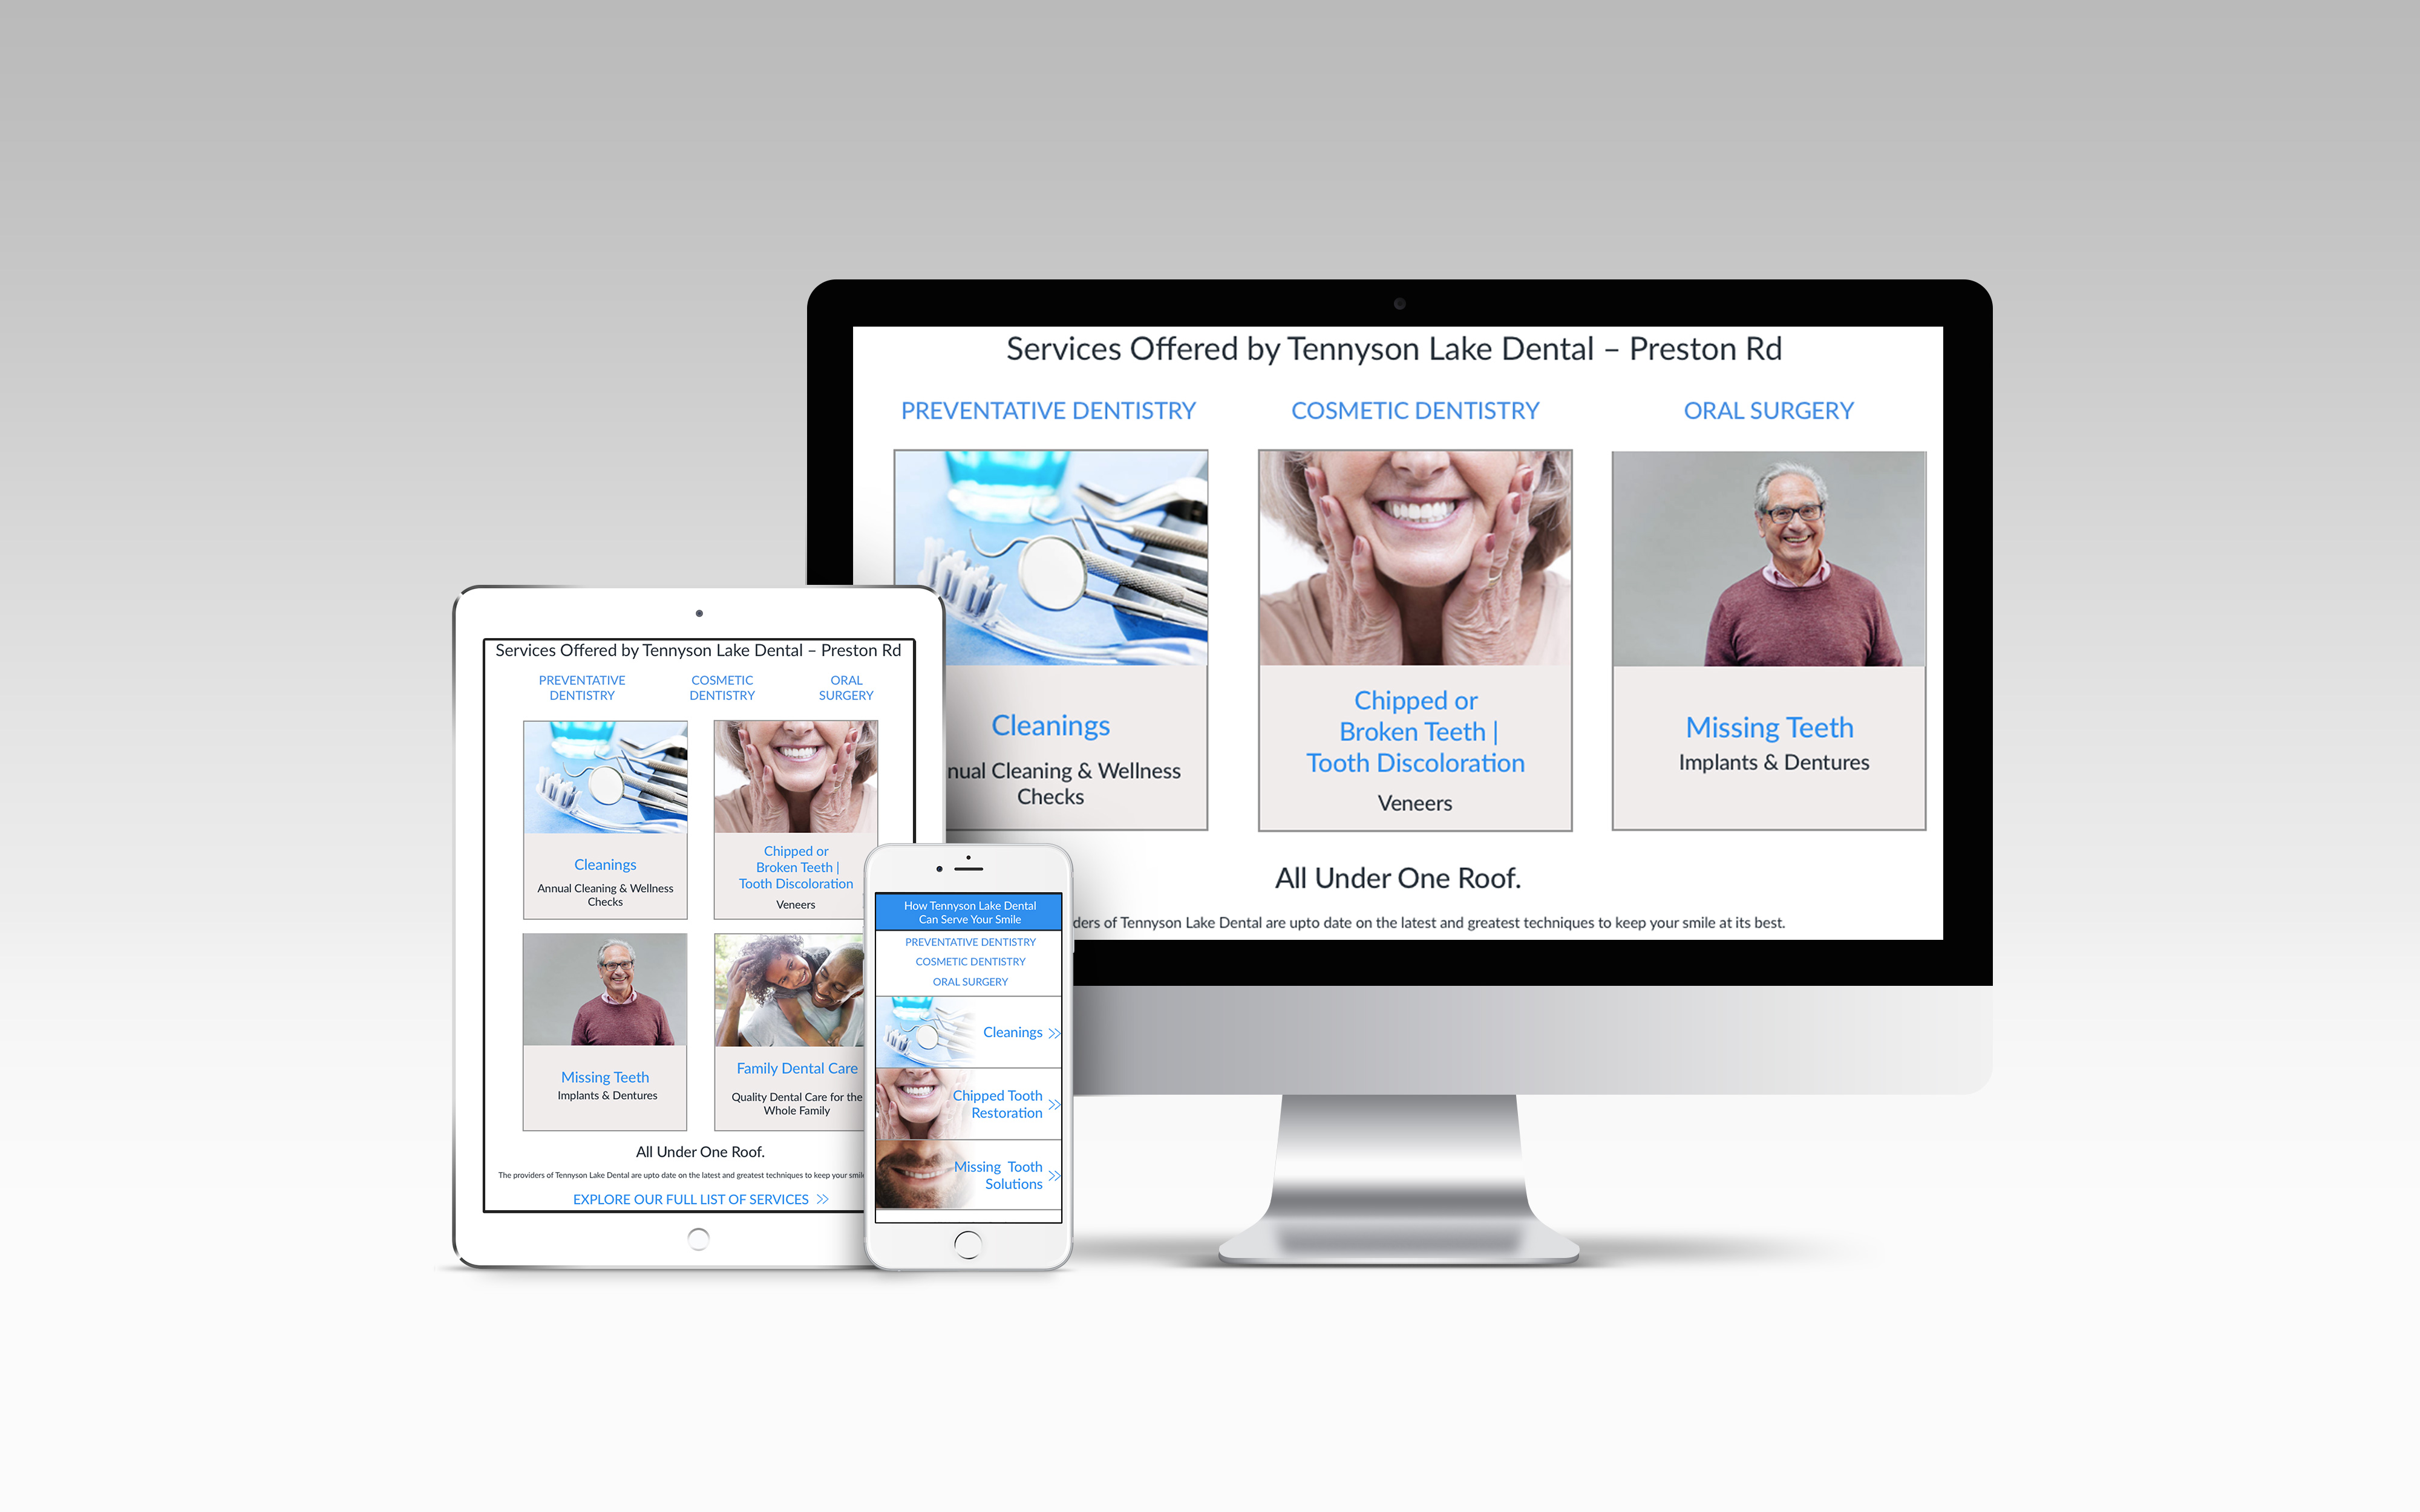 Services Offered by Tennyson Lake Dental – Preston Rd
PREVENTATIVE DENTISTRY
COSMETIC DENTISTRY
ORAL SURGERY
Cleanings
nual Cleaning & Wellness
Checks
Chipped or
Broken Teeth |
Tooth Discoloration
Veneers
Missing Teeth
Implants & Dentures
All Under One Roof.
ders of Tennyson Lake Dental are upto date on the latest and greatest techniques to keep your smile at its best.
Services Offered by Tennyson Lake Dental – Preston Rd
PREVENTATIVE
DENTISTRY
COSMETIC
DENTISTRY
ORAL
SURGERY
Cleanings
Annual Cleaning & Wellness
Checks
Chipped or
Broken Teeth |
Tooth Discoloration
Veneers
Missing Teeth
Implants & Dentures
Family Dental Care
Quality Dental Care for the
Whole Family
All Under One Roof.
The providers of Tennyson Lake Dental are upto date on the latest and greatest techniques to keep your smile
EXPLORE OUR FULL LIST OF SERVICES >>
How Tennyson Lake Dental
Can Serve Your Smile
PREVENTATIVE DENTISTRY
COSMETIC DENTISTRY
ORAL SURGERY
Cleanings >>
Chipped Tooth
Restoration >>
Missing Tooth
Solutions >>